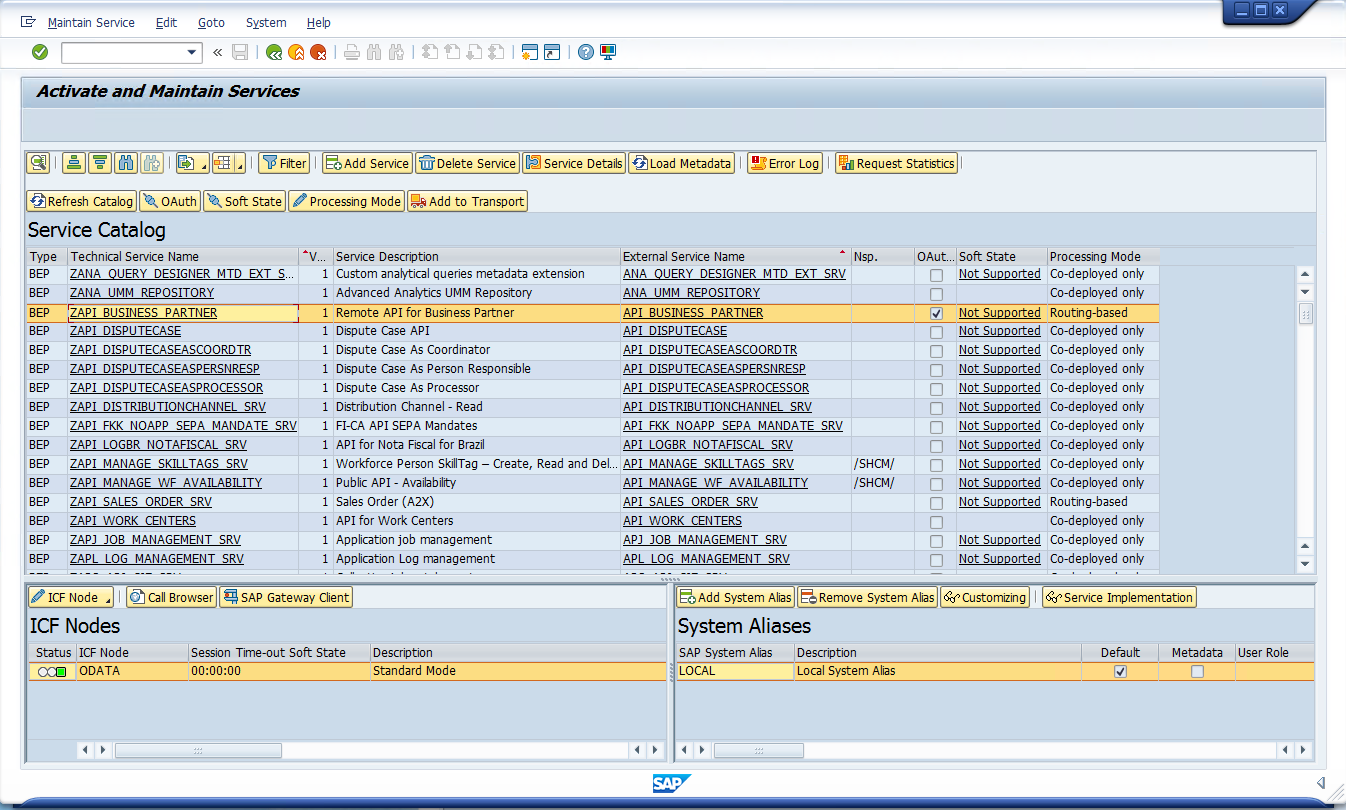 Maintain Service Edit Goto System Help
Activate and Maintain Services
Filter Add Service Delete Service Service Details Load Metadata Error Log Request Statistics
Refresh Catalog OAuth Soft State Processing Mode Add to Transport
Service Catalog
Type Technical Service Name V... Service Description External Service Name Nsp. OAut... Soft State Processing Mode
BEP ZANA_QUERY_DESIGNER_MTD_EXT_S... 1 Custom analytical queries metadata extension ANA_QUERY_DESIGNER_MTD_EXT_SRV Not Supported Co-deployed only
BEP ZANA_UMM_REPOSITORY 1 Advanced Analytics UMM Repository ANA_UMM_REPOSITORY Co-deployed only
BEP ZAPI_BUSINESS_PARTNER 1 Remote API for Business Partner API_BUSINESS_PARTNER Not Supported Routing-based
BEP ZAPI_DISPUTECASE 1 Dispute Case API API_DISPUTECASE Not Supported Co-deployed only
BEP ZAPI_DISPUTECASEASCOORDTR 1 Dispute Case As Coordinator API_DISPUTECASEASCOORDTR Not Supported Co-deployed only
BEP ZAPI_DISPUTECASEASPERSNRESP 1 Dispute Case As Person Responsible API_DISPUTECASEASPERSNRESP Not Supported Co-deployed only
BEP ZAPI_DISPUTECASEASPROCESSOR 1 Dispute Case As Processor API_DISPUTECASEASPROCESSOR Not Supported Co-deployed only
BEP ZAPI_DISTRIBUTIONCHANNEL_SRV 1 Distribution Channel - Read API_DISTRIBUTIONCHANNEL_SRV Not Supported Co-deployed only
BEP ZAPI_FKK_NOAPP_SEPA_MANDATE_SRV 1 FI-CA API SEPA Mandates API_FKK_NOAPP_SEPA_MANDATE_SRV Not Supported Co-deployed only
BEP ZAPI_LOGBR_NOTAFISCAL_SRV 1 API for Nota Fiscal for Brazil API_LOGBR_NOTAFISCAL_SRV Not Supported Co-deployed only
BEP ZAPI_MANAGE_SKILLTAGS_SRV 1 Workforce Person SkillTag – Create, Read and Del... API_MANAGE_SKILLTAGS_SRV /SHCM/ Not Supported Co-deployed only
BEP ZAPI_MANAGE_WF_AVAILABILITY 1 Public API - Availability API_MANAGE_WF_AVAILABILITY /SHCM/ Not Supported Co-deployed only
BEP ZAPI_SALES_ORDER_SRV 1 Sales Order (A2X) API_SALES_ORDER_SRV Not Supported Routing-based
BEP ZAPI_WORK_CENTERS 1 API for Work Centers API_WORK_CENTERS Co-deployed only
BEP ZAPJ_JOB_MANAGEMENT_SRV 1 Application job management APJ_JOB_MANAGEMENT_SRV Not Supported Co-deployed only
BEP ZAPL_LOG_MANAGEMENT_SRV 1 Application Log management APL_LOG_MANAGEMENT_SRV Not Supported Co-deployed only
ICF Node Call Browser SAP Gateway Client Add System Alias Remove System Alias Customizing Service Implementation
ICF Nodes System Aliases
Status ICF Node Session Time-out Soft State Description SAP System Alias Description Default Metadata User Role
ODATA 00:00:00 Standard Mode LOCAL Local System Alias
SAP